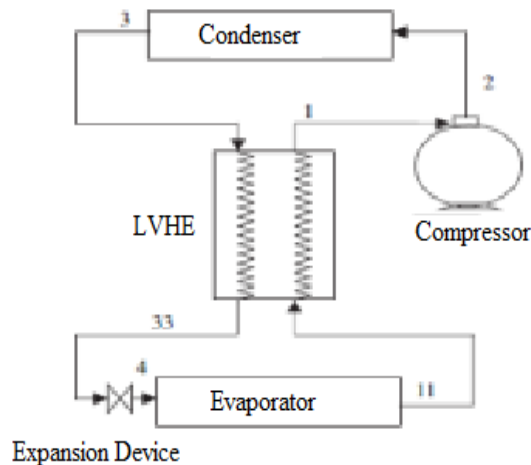 3
Condenser
2
1
LVHE
Compressor
33
4
Evaporator
11
Expansion Device